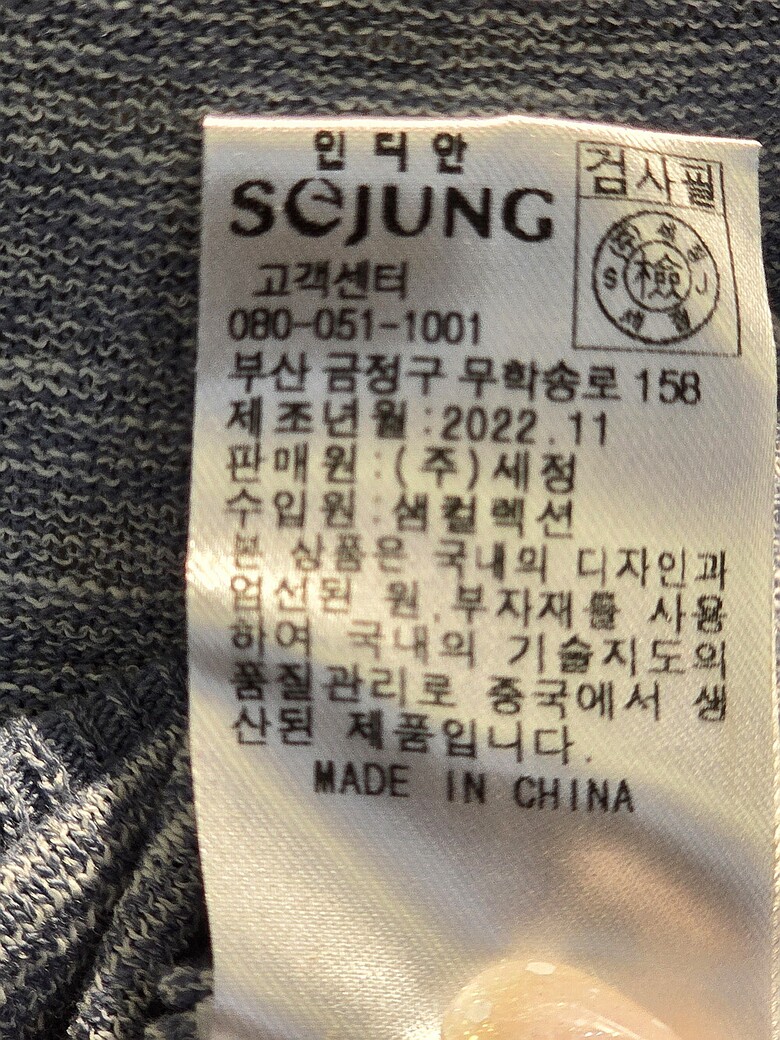 인디안
SeJUNG
검사필
檢
S J
세정
고객센터
080-051-1001
부산 금정구 무학송로 158
제조년월:2022.11
판매원:(주)세정
수입원:샘컬렉션
본 상품은 국내의 디자인과
엄선된 원.부자재를 사용
하여 국내의 기술지도의
품질관리로 중국에서 생
산된 제품입니다.
MADE IN CHINA